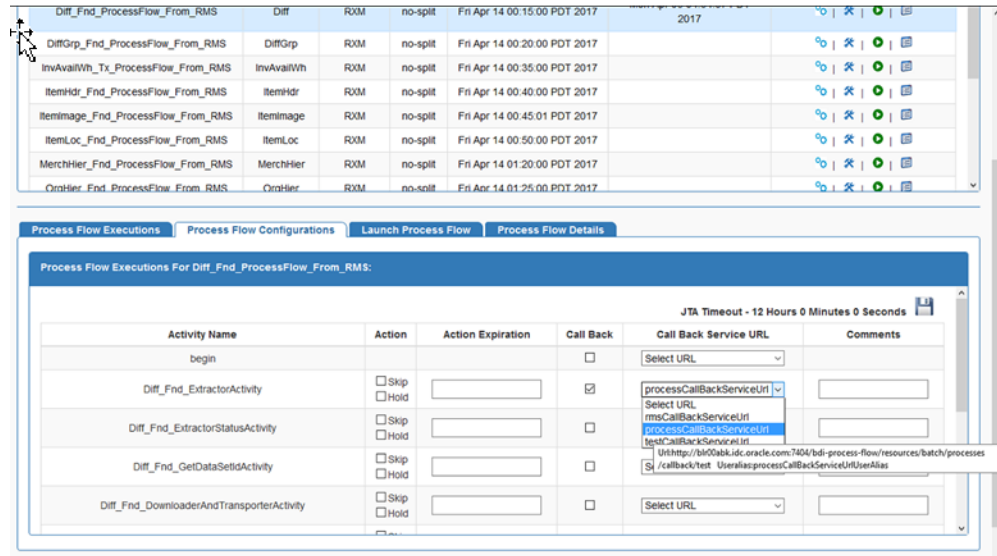 Diff_Fnd_ProcessFlow_From_RMS Diff RXM no-split Fri Apr 14 00:15:00 PDT 2017
2017
DiffGrp_Fnd_ProcessFlow_From_RMS DiffGrp RXM no-split Fri Apr 14 00:20:00 PDT 2017
InvAvailWh_Tx_ProcessFlow_From_RMS InvAvailWh RXM no-split Fri Apr 14 00:35:00 PDT 2017
ItemHdr_Fnd_ProcessFlow_From_RMS ItemHdr RXM no-split Fri Apr 14 00:40:00 PDT 2017
ItemImage_Fnd_ProcessFlow_From_RMS ItemImage RXM no-split Fri Apr 14 00:45:01 PDT 2017
ItemLoc_Fnd_ProcessFlow_From_RMS ItemLoc RXM no-split Fri Apr 14 00:50:00 PDT 2017
MerchHier_Fnd_ProcessFlow_From_RMS MerchHier RXM no-split Fri Apr 14 01:20:00 PDT 2017
OrgHier_Fnd_ProcessFlow_From_RMS OrgHier RXM no-split Fri Apr 14 01:25:00 PDT 2017
Process Flow Executions Process Flow Configurations Launch Process Flow Process Flow Details
Process Flow Executions For Diff_Fnd_ProcessFlow_From_RMS:
JTA Timeout - 12 Hours 0 Minutes 0 Seconds
Activity Name Action Action Expiration Call Back Call Back Service URL Comments
begin Select URL
Diff_Fnd_ExtractorActivity Skip Hold processCallBackServiceUrl
Select URL
rmsCallBackServiceUrl
Diff_Fnd_ExtractorStatusActivity Skip Hold processCallBackServiceUrl
testCallBackServiceUrl
Url:http://blr00abk.idc.oracle.com:7404/bdi-process-flow/resources/batch/processes
/callback/test Useralias:processCallBackServiceUrlUserAlias
Diff_Fnd_GetDataSetIdActivity Skip Hold
Diff_Fnd_DownloaderAndTransporterActivity Skip Hold Select URL